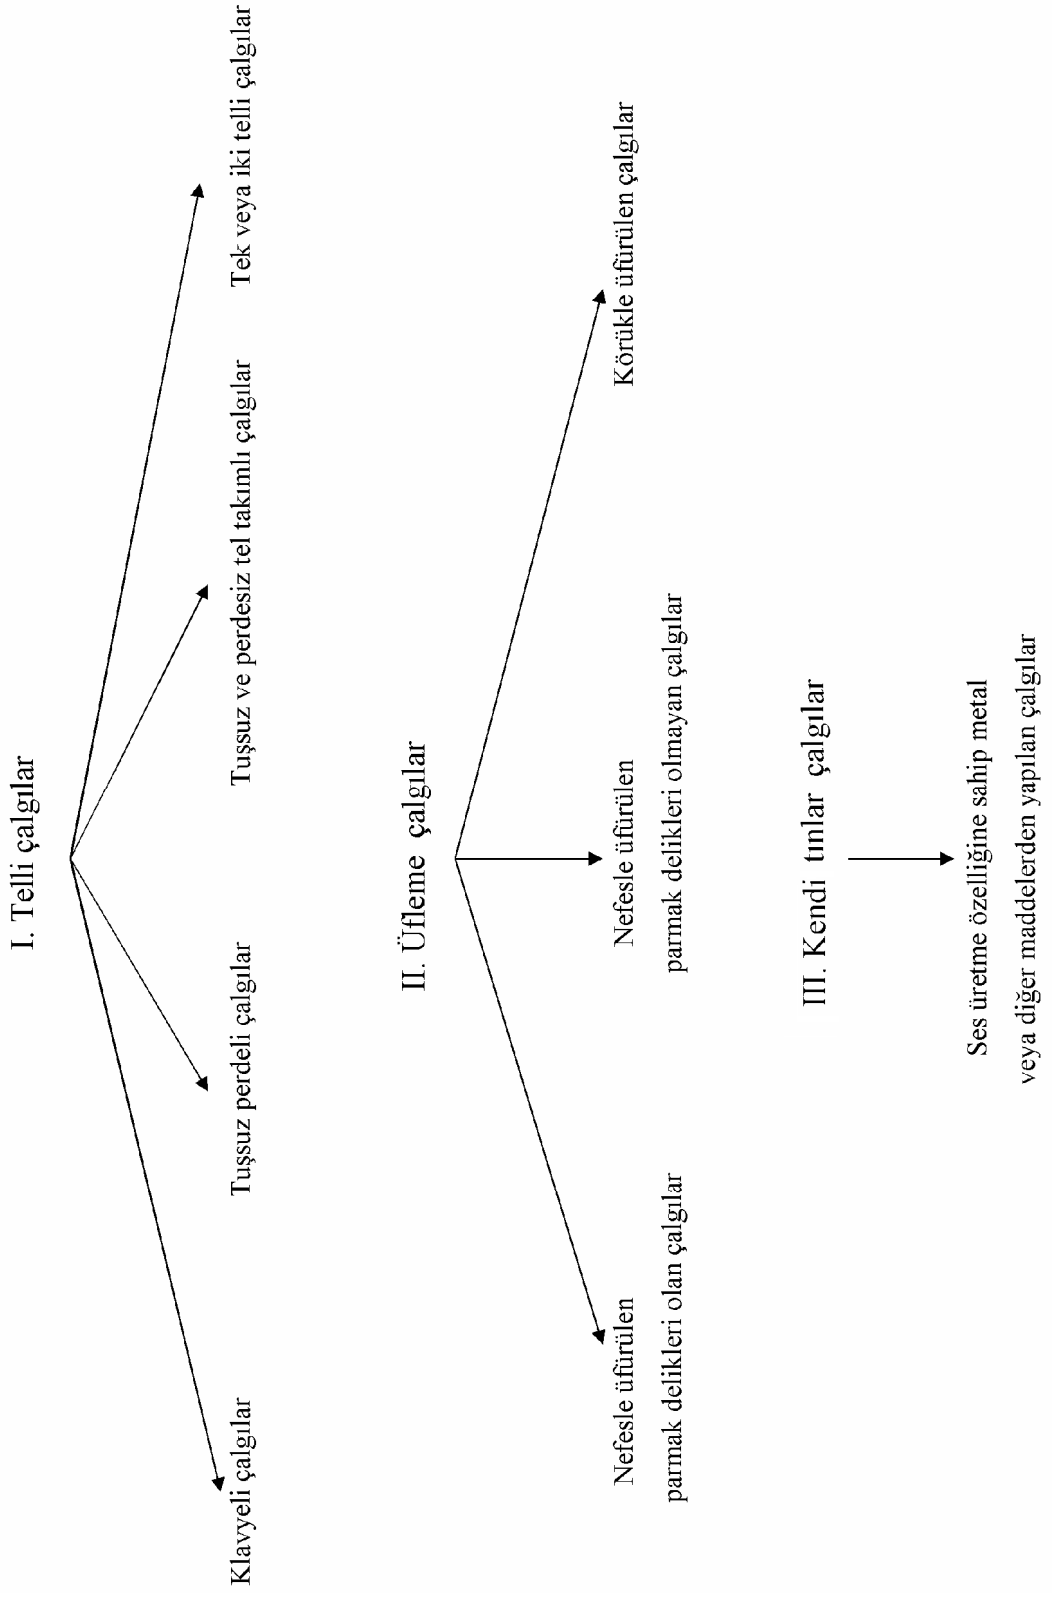 I. Telli çalgılar
Klavyeli çalgılar
Tuşsuz perdeli çalgılar
Tuşsuz ve perdesiz tel takımlı çalgılar
Tek veya iki telli çalgılar
II. Üfleme çalgılar
Nefesle üfürülen
parmak delikleri olan çalgılar
Nefesle üfürülen
parmak delikleri olmayan çalgılar
Körükle üfürülen çalgılar
III. Kendi tınlar çalgılar
Ses üretme özelliğine sahip metal
veya diğer maddelerden yapılan çalgılar